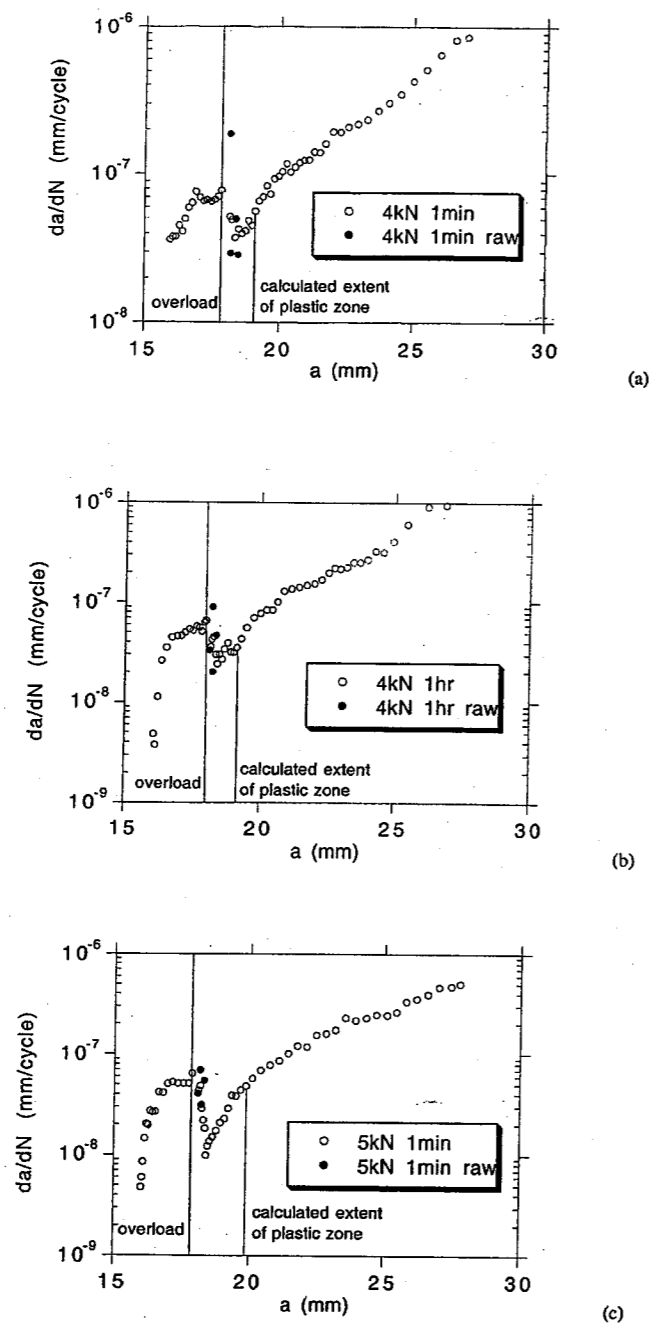 10⁻⁶
10⁻⁷
10⁻⁸
da/dN (mm/cycle)
4kN 1min
4kN 1min raw
overload
calculated extent
of plastic zone
15 20 25 30
a (mm)
(a)
10⁻⁶
10⁻⁷
10⁻⁸
10⁻⁹
da/dN (mm/cycle)
4kN 1hr
4kN 1hr raw
overload
calculated extent
of plastic zone
15 20 25 30
a (mm)
(b)
10⁻⁶
10⁻⁷
10⁻⁸
10⁻⁹
da/dN (mm/cycle)
5kN 1min
5kN 1min raw
overload
calculated extent
of plastic zone
15 20 25 30
a (mm)
(c)